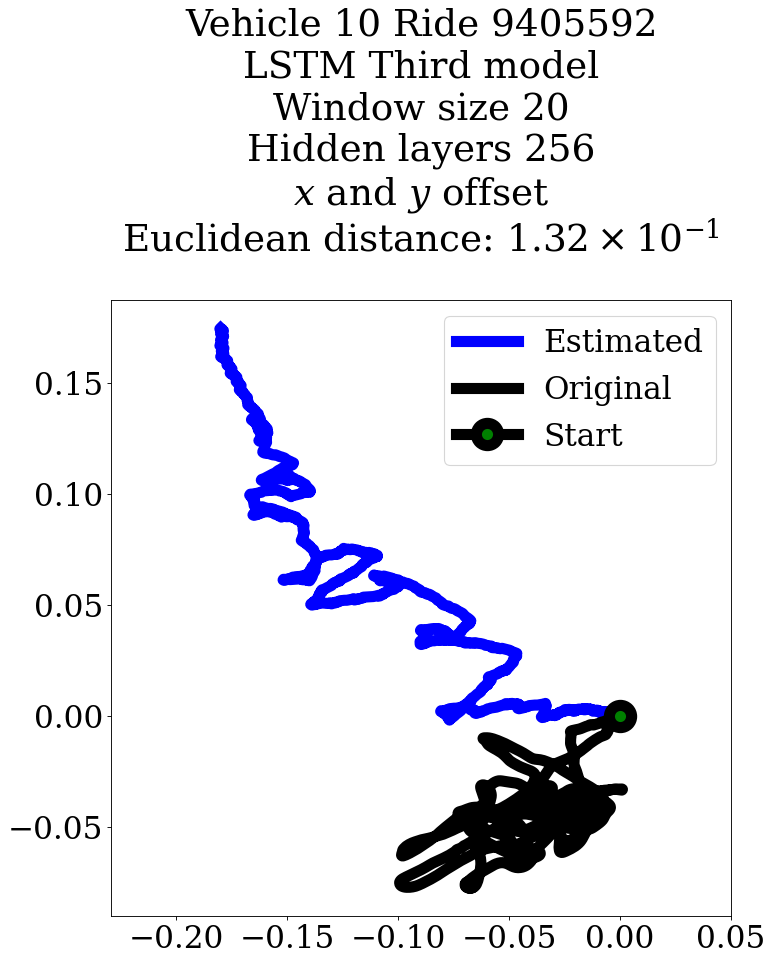 Vehicle 10 Ride 9405592
LSTM Third model
Window size 20
Hidden layers 256
x and y offset
Euclidean distance: 1.32 × 10⁻¹
Estimated
Original
Start
0.15
0.10
0.05
0.00
−0.05
−0.20 −0.15 −0.10 −0.05 0.00 0.05